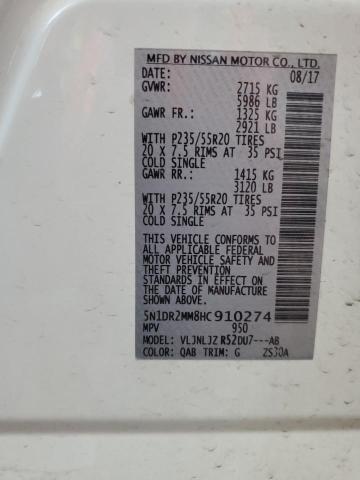 MFD BY NISSAN MOTOR CO., LTD.
DATE: 08/17
GVWR: 2715 KG
5986 LB
GAWR FR.: 1325 KG
2921 LB
WITH P235/55R20 TIRES
20 X 7.5 RIMS AT 35 PSI
COLD SINGLE
GAWR RR.: 1415 KG
3120 LB
WITH P235/55R20 TIRES
20 X 7.5 RIMS AT 35 PSI
COLD SINGLE
THIS VEHICLE CONFORMS TO
ALL APPLICABLE FEDERAL
MOTOR VEHICLE SAFETY AND
THEFT PREVENTION
STANDARDS IN EFFECT ON
THE DATE OF MANUFACTURE
SHOWN ABOVE.
5N1DR2MM8HC910274
MPV 950
MODEL: VLJNLJZ R52DU7---AB
COLOR: QAB TRIM: G ZS30A